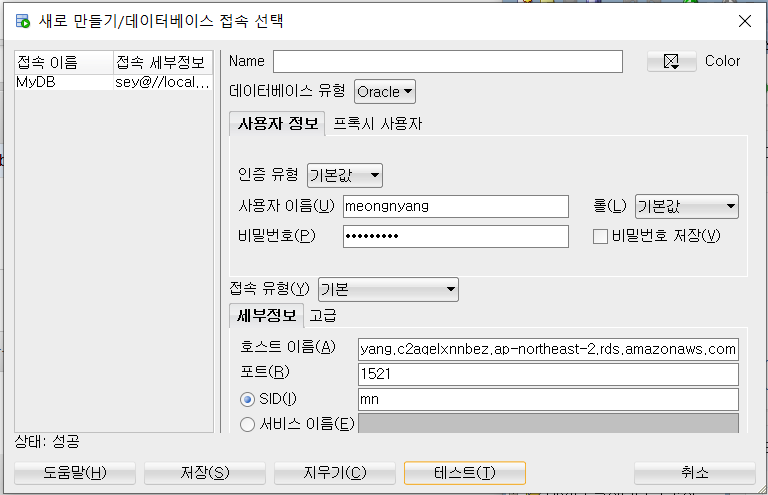 새로 만들기/데이터베이스 접속 선택
접속 이름 접속 세부정보
MyDB sey@//local...
Name Color
데이터베이스 유형 Oracle
사용자 정보 프록시 사용자
인증 유형 기본값
사용자 이름(U) meongnyang 롤(L) 기본값
비밀번호(P) ••••••••• 비밀번호 저장(V)
접속 유형(Y) 기본
세부정보 고급
호스트 이름(A) yang.c2agelxnnbez.ap-northeast-2.rds.amazonaws.com
포트(R) 1521
SID(I) mn
서비스 이름(E)
상태: 성공
도움말(H) 저장(S) 지우기(C) 테스트(T) 취소